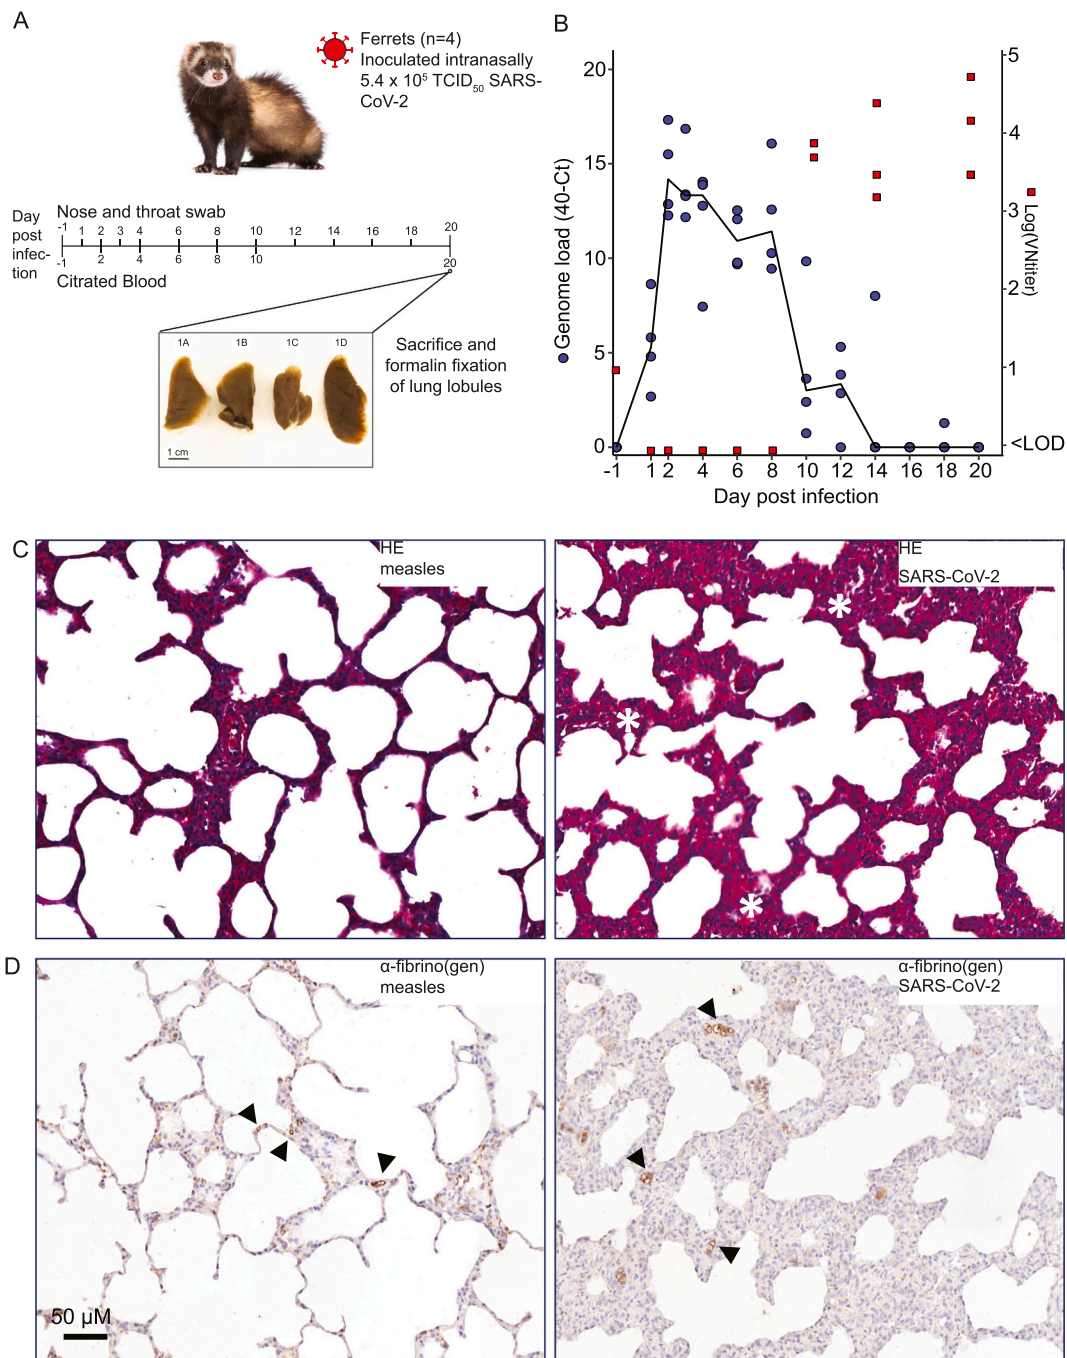 A
Ferrets (n=4)
Inoculated intranasally
5.4 x 10⁵ TCID₅₀ SARS-
CoV-2
Day
post
infec-
tion
Nose and throat swab
-1 1 2 3 4 6 8 10 12 14 16 18 20
-1 2 4 6 8 10 20
Citrated Blood
1A 1B 1C 1D
1 cm
Sacrifice and
formalin fixation
of lung lobules
B
Genome load (40-Ct)
20
15
10
5
0
5
4
3
2
1
<LOD
Log(VNtiter)
-1 1 2 4 6 8 10 12 14 16 18 20
Day post infection
C
HE
measles
HE
SARS-CoV-2
D
α-fibrino(gen)
measles
50 µM
α-fibrino(gen)
SARS-CoV-2